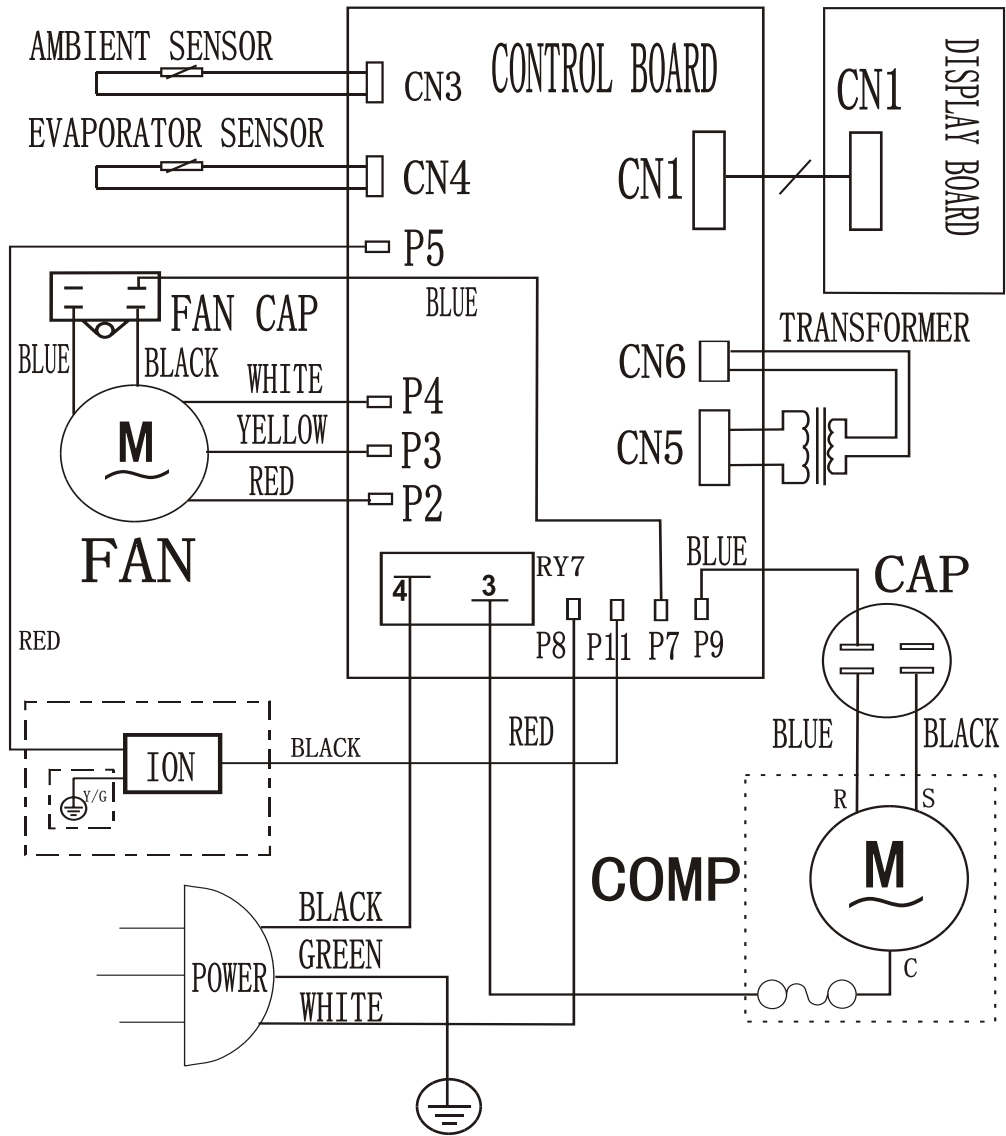 AMBIENT SENSOR
CN3
CONTROL BOARD
CN1
DISPLAY BOARD
EVAPORATOR SENSOR
CN4
CN1
P5
FAN CAP
BLUE
TRANSFORMER
BLUE
BLACK
CN6
WHITE
P4
YELLOW
P3
CN5
M
RED
P2
FAN
BLUE
CAP
RY7
4
3
P8
P11
P7
P9
RED
RED
BLUE
BLACK
BLACK
ION
Y/G
R
S
COMP
M
C
BLACK
GREEN
POWER
WHITE